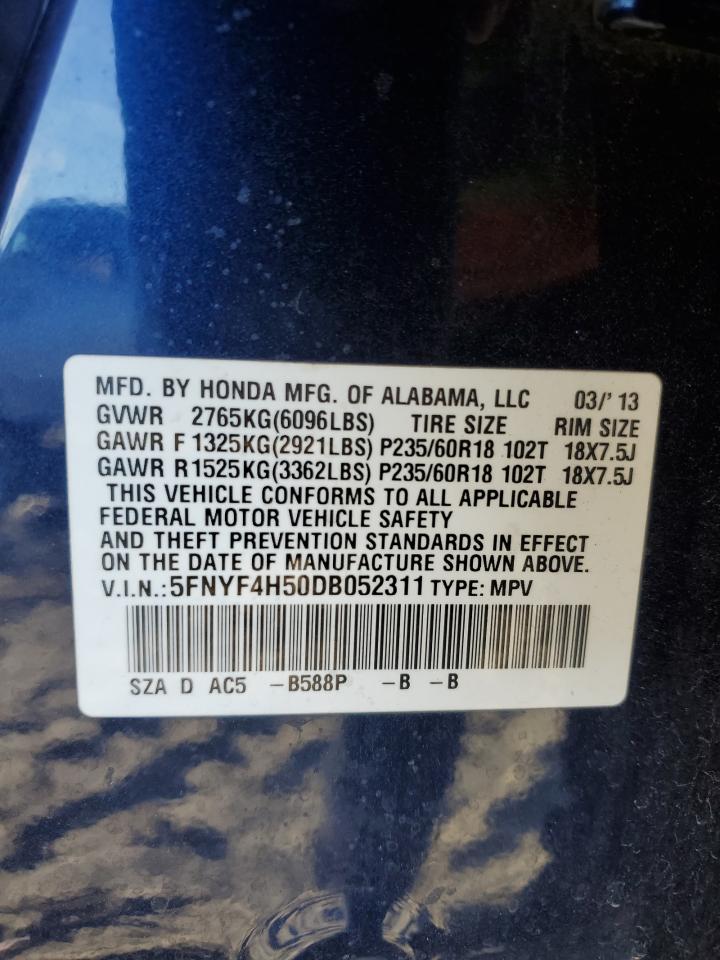 MFD. BY HONDA MFG. OF ALABAMA, LLC 03/'13
GVWR 2765KG(6096LBS) TIRE SIZE RIM SIZE
GAWR F 1325KG(2921LBS) P235/60R18 102T 18X7.5J
GAWR R1525KG(3362LBS) P235/60R18 102T 18X7.5J
THIS VEHICLE CONFORMS TO ALL APPLICABLE
FEDERAL MOTOR VEHICLE SAFETY
AND THEFT PREVENTION STANDARDS IN EFFECT
ON THE DATE OF MANUFACTURE SHOWN ABOVE.
V.I.N.:5FNYF4H50DB052311 TYPE: MPV
SZA D AC5 -B588P -B -B